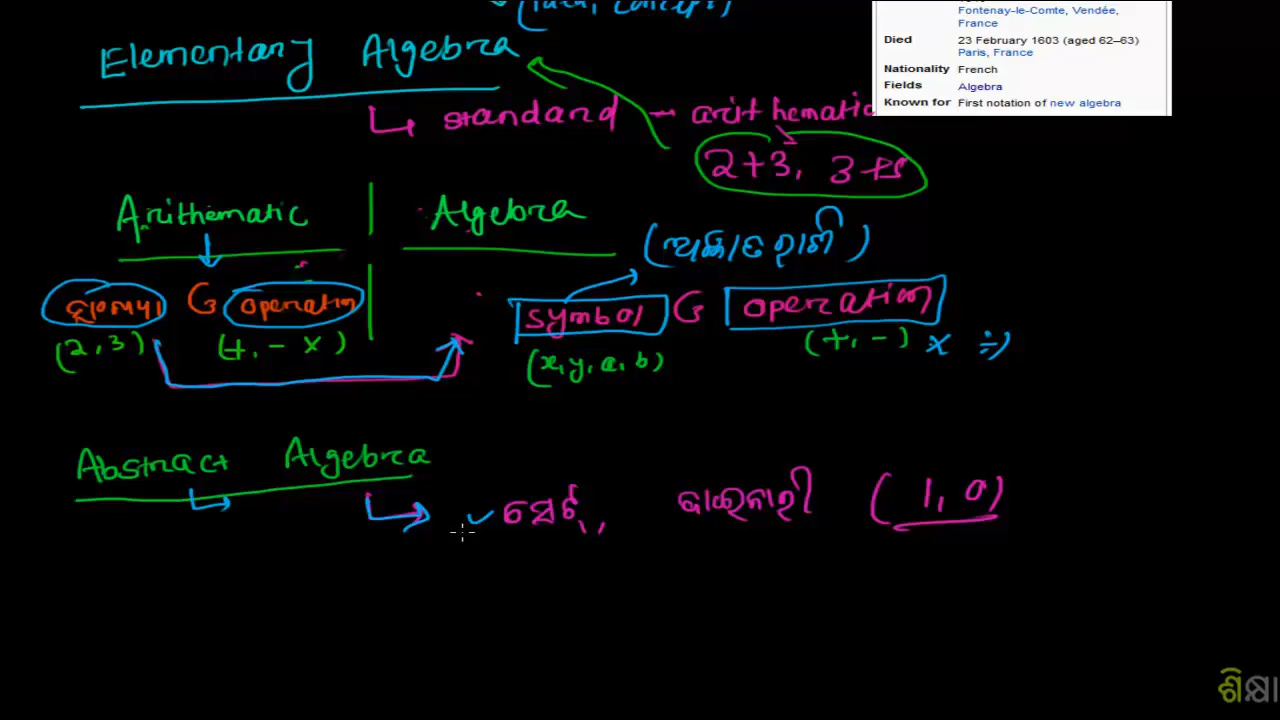 Fontenay-le-Comte, Vendée,
France
Died 23 February 1603 (aged 62–63)
Paris, France
Nationality French
Fields Algebra
Known for First notation of new algebra
Elementary Algebra
standard - arithematic
2+3, 3+5
Arithematic Algebra
ଓ operation symbol ଓ operation
(2,3) (+, - x) (x, y, a, b) (+, -) x ÷)
Abstract Algebra
ସେଟ୍,, ବାଇନାରୀ (1, 0)
ଶିକ୍ଷା